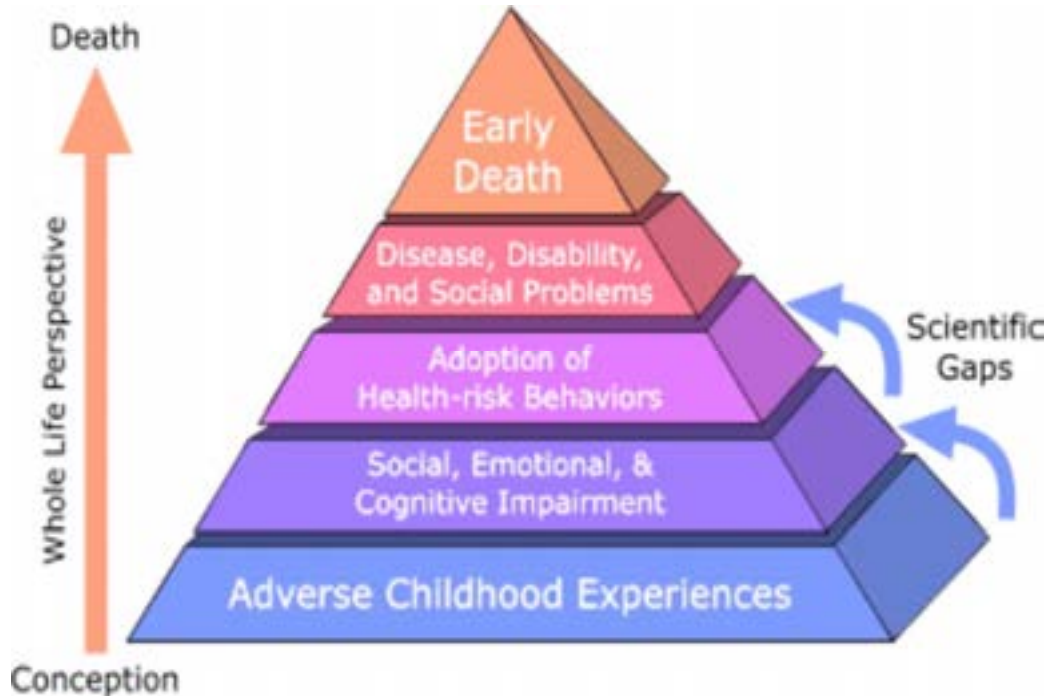 Death
Whole Life Perspective
Conception
Early
Death
Disease, Disability,
and Social Problems
Adoption of
Health-risk Behaviors
Social, Emotional, &
Cognitive Impairment
Adverse Childhood Experiences
Scientific
Gaps